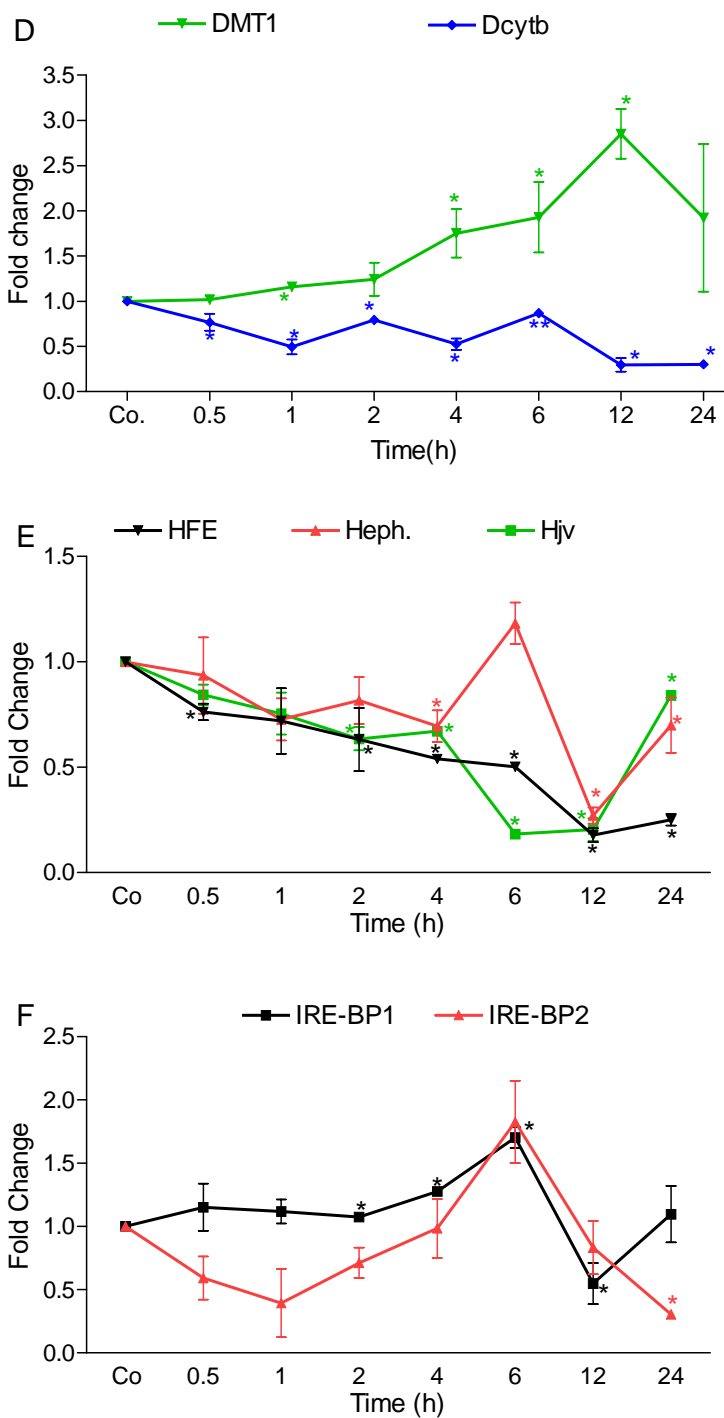 D
DMT1 Dcytb
3.5
3.0
2.5
2.0
1.5
1.0
0.5
0.0
Fold change
* * * * * * * * ** * *
Co. 0.5 1 2 4 6 12 24
Time(h)
E
HFE Heph. Hjv
1.5
1.0
0.5
0.0
Fold Change
* * * * * * * * * * * * *
Co 0.5 1 2 4 6 12 24
Time (h)
F
IRE-BP1 IRE-BP2
2.5
2.0
1.5
1.0
0.5
0.0
Fold Change
* * * * *
Co 0.5 1 2 4 6 12 24
Time (h)